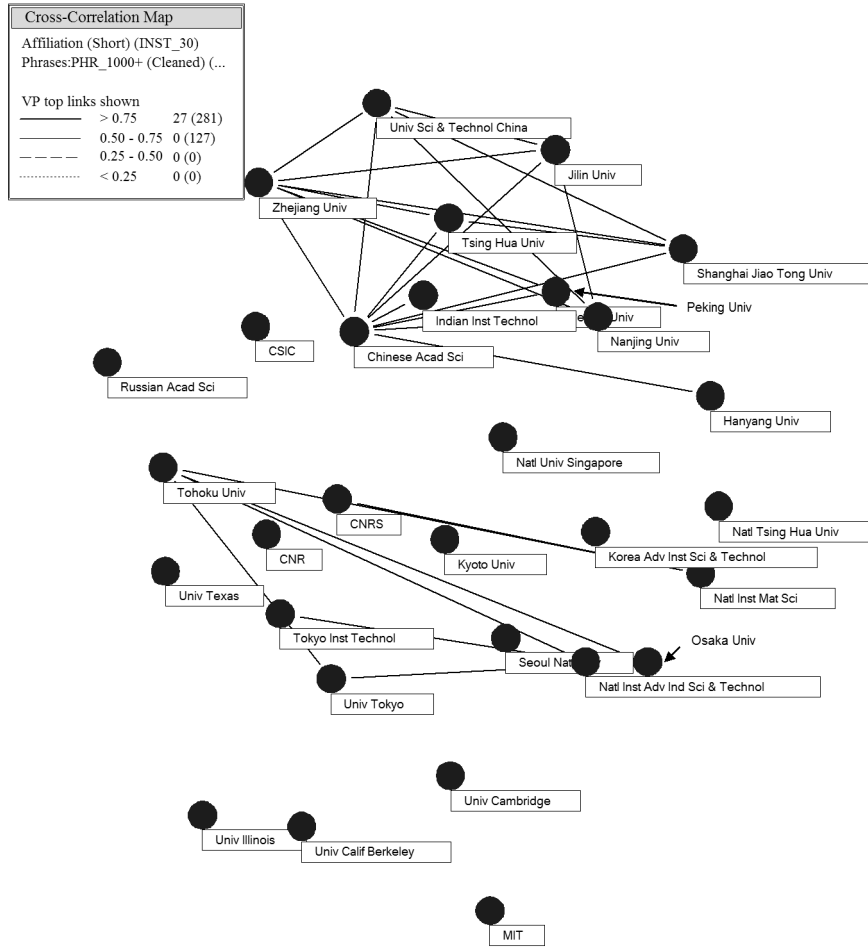 Cross-Correlation Map
Affiliation (Short) (INST_30)
Phrases:PHR_1000+ (Cleaned) (...
VP top links shown
> 0.75 27 (281)
0.50 - 0.75 0 (127)
0.25 - 0.50 0 (0)
< 0.25 0 (0)
Univ Sci & Technol China
Jilin Univ
Zhejiang Univ
Tsing Hua Univ
Shanghai Jiao Tong Univ
Peking Univ
Indian Inst Technol
Univ
Nanjing Univ
CSIC
Chinese Acad Sci
Russian Acad Sci
Hanyang Univ
Natl Univ Singapore
Tohoku Univ
CNRS
Natl Tsing Hua Univ
CNR
Kyoto Univ
Korea Adv Inst Sci & Technol
Univ Texas
Natl Inst Mat Sci
Tokyo Inst Technol
Osaka Univ
Seoul Nat
Natl Inst Adv Ind Sci & Technol
Univ Tokyo
Univ Cambridge
Univ Illinois
Univ Calif Berkeley
MIT